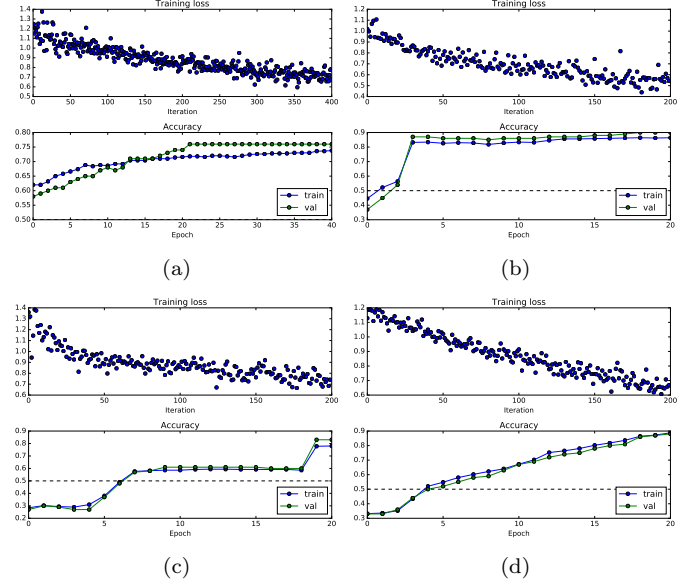 Training loss
1.4
1.3
1.2
1.1
1.0
0.9
0.8
0.7
0.6
0.5
0 50 100 150 200 250 300 350 400
Iteration
Accuracy
0.80
0.75
0.70
0.65
0.60
0.55
0.50
0 5 10 15 20 25 30 35 40
Epoch
train
val
(a)
Training loss
1.2
1.1
1.0
0.9
0.8
0.7
0.6
0.5
0.4
0 50 100 150 200
Iteration
Accuracy
0.9
0.8
0.7
0.6
0.5
0.4
0.3
0 5 10 15 20
Epoch
train
val
(b)
Training loss
1.4
1.3
1.2
1.1
1.0
0.9
0.8
0.7
0.6
0 50 100 150 200
Iteration
Accuracy
0.9
0.8
0.7
0.6
0.5
0.4
0.3
0.2
0 5 10 15 20
Epoch
train
val
(c)
Training loss
1.2
1.1
1.0
0.9
0.8
0.7
0.6
0 50 100 150 200
Iteration
Accuracy
0.9
0.8
0.7
0.6
0.5
0.4
0.3
0 5 10 15 20
Epoch
train
val
(d)